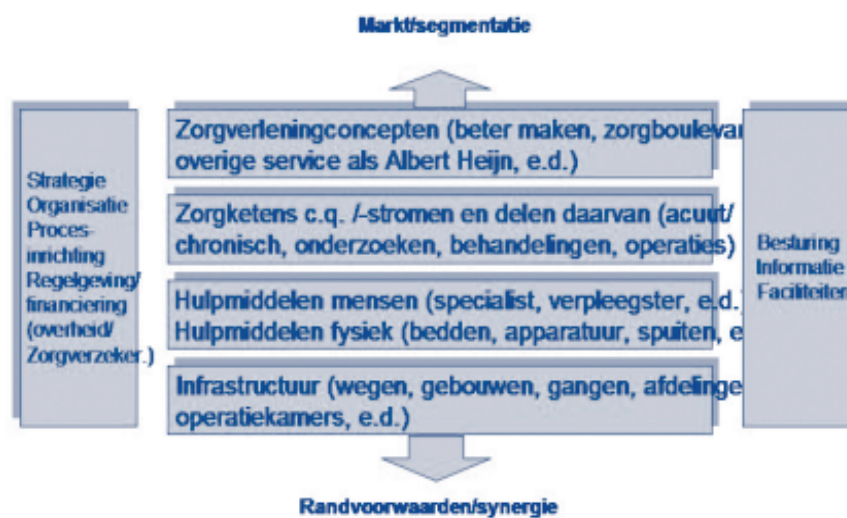 Markt/segmentatie
Strategie
Organisatie
Proces-
inrichting
Regelgeving/
financiering
(overheid/
Zorgverzeker.)
Zorgverleningconcepten (beter maken, zorgboulevar
overige service als Albert Heijn, e.d.)
Zorgketens c.q. /-stromen en delen daarvan (acuut/
chronisch, onderzoeken, behandelingen, operaties)
Hulpmiddelen mensen (specialist, verpleegster, e.d.)
Hulpmiddelen fysiek (bedden, apparatuur, spuiten, e
Infrastructuur (wegen, gebouwen, gangen, afdelinge
operatiekamers, e.d.)
Besturing
Informatie
Faciliteiten
Randvoorwaarden/synergie